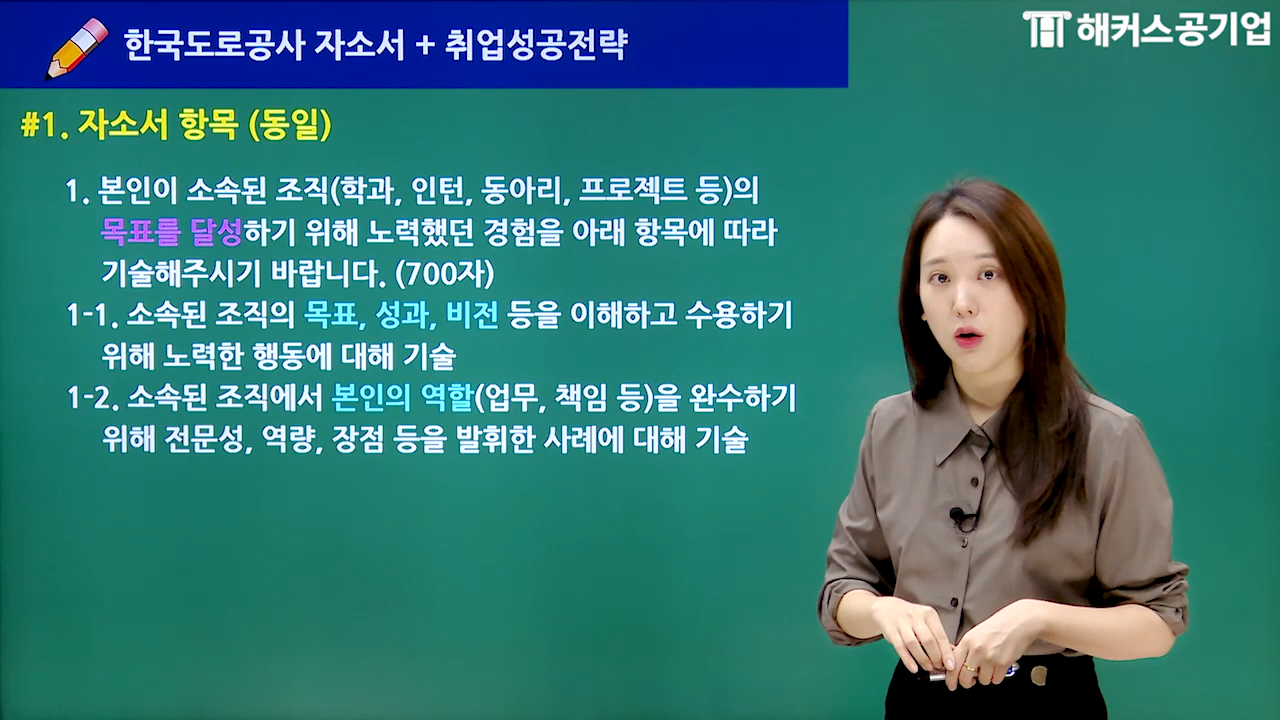 한국도로공사 자소서 + 취업성공전략
해커스공기업
#1. 자소서 항목 (동일)
1. 본인이 소속된 조직(학과, 인턴, 동아리, 프로젝트 등)의
목표를 달성하기 위해 노력했던 경험을 아래 항목에 따라
기술해주시기 바랍니다. (700자)
1-1. 소속된 조직의 목표, 성과, 비전 등을 이해하고 수용하기
위해 노력한 행동에 대해 기술
1-2. 소속된 조직에서 본인의 역할(업무, 책임 등)을 완수하기
위해 전문성, 역량, 장점 등을 발휘한 사례에 대해 기술